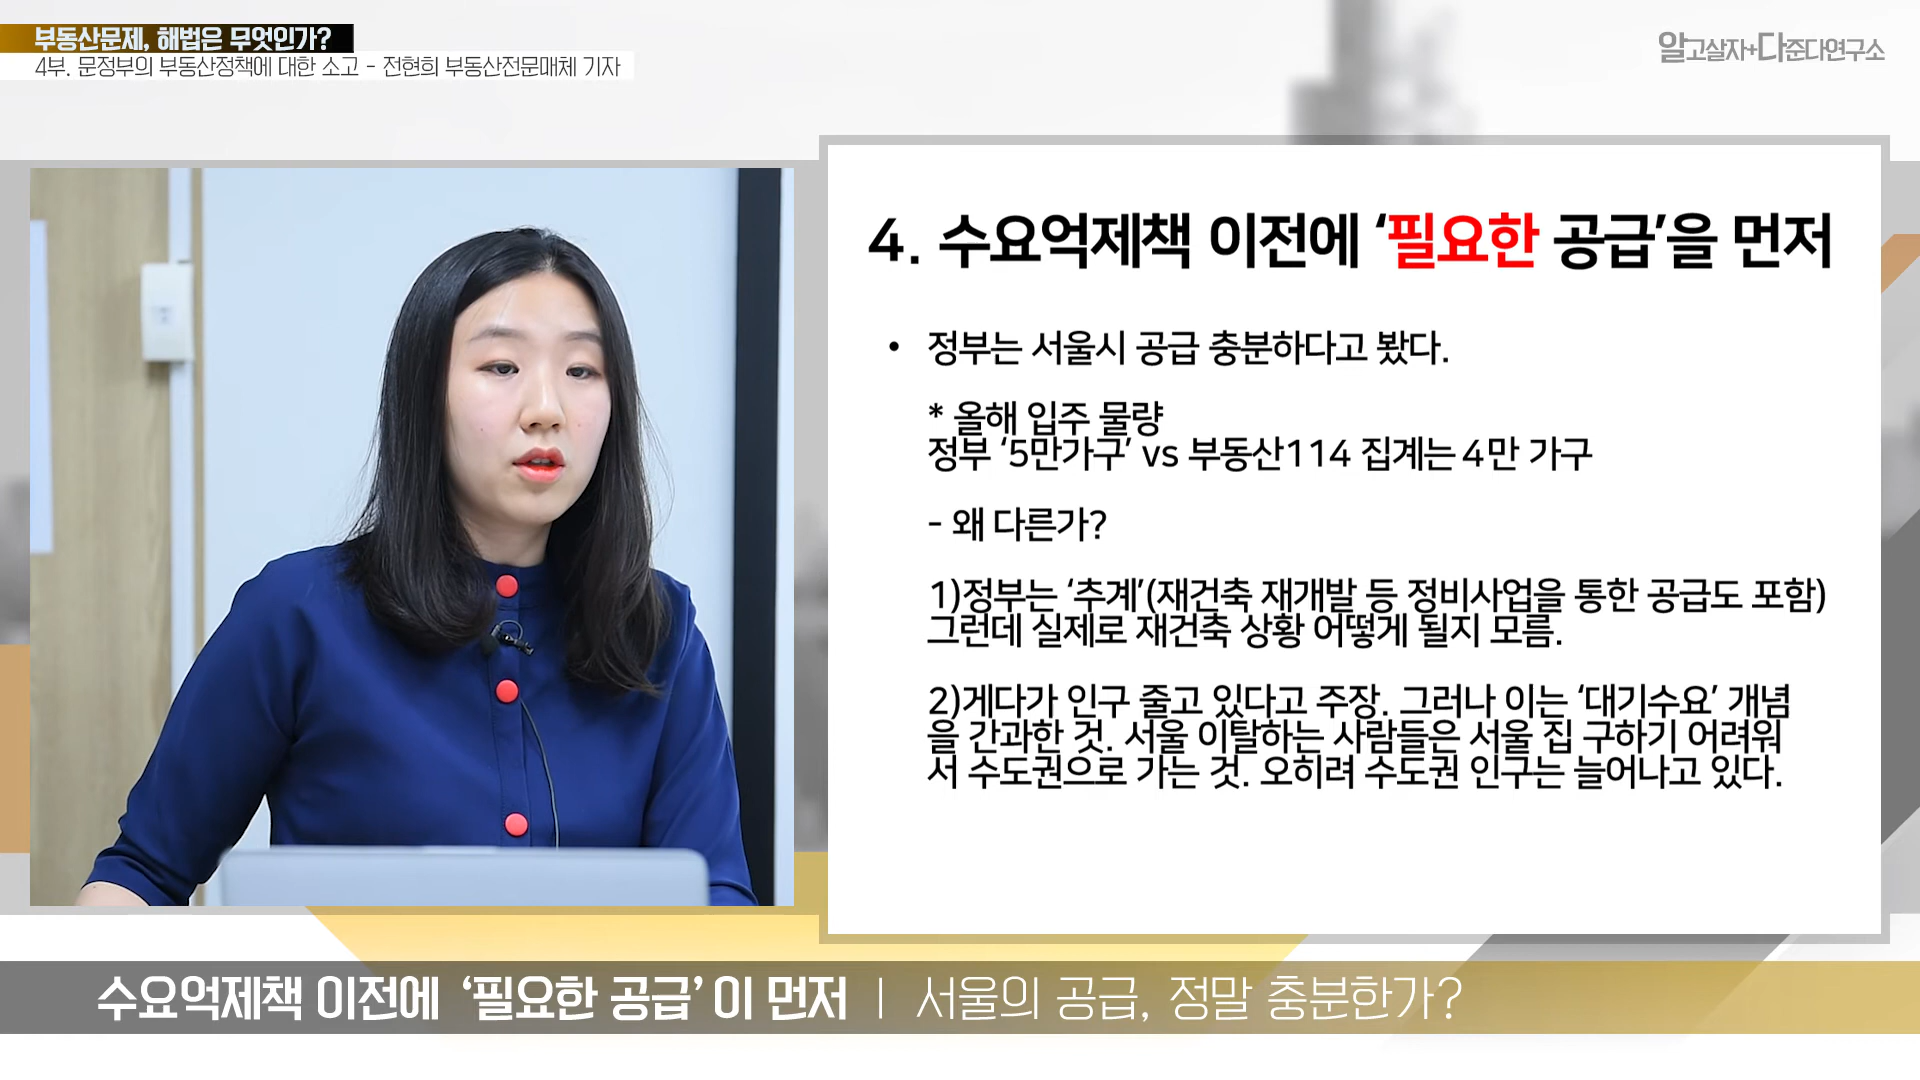 부동산문제, 해법은 무엇인가?
4부. 문정부의 부동산정책에 대한 소고 - 전현희 부동산전문매체 기자
알고살자+다준다연구소
4. 수요억제책 이전에 ‘필요한 공급’을 먼저
• 정부는 서울시 공급 충분하다고 봤다.
* 올해 입주 물량
정부 ‘5만가구’ vs 부동산114 집계는 4만 가구
- 왜 다른가?
1)정부는 ‘추계’(재건축 재개발 등 정비사업을 통한 공급도 포함)
그런데 실제로 재건축 상황 어떻게 될지 모름.
2)게다가 인구 줄고 있다고 주장. 그러나 이는 ‘대기수요’ 개념
을 간과한 것. 서울 이탈하는 사람들은 서울 집 구하기 어려워
서 수도권으로 가는 것. 오히려 수도권 인구는 늘어나고 있다.
수요억제책 이전에 ‘필요한 공급’이 먼저 | 서울의 공급, 정말 충분한가?